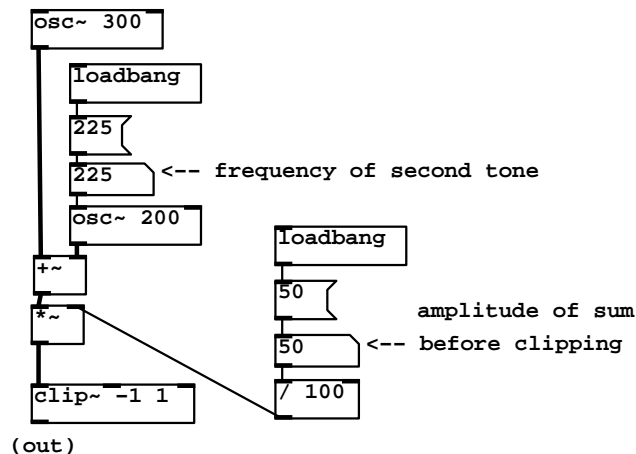 osc~ 300
loadbang
225
225
<-- frequency of second tone
osc~ 200
loadbang
+~
50
amplitude of sum
*~
50
<-- before clipping
clip~ -1 1
/ 100
(out)